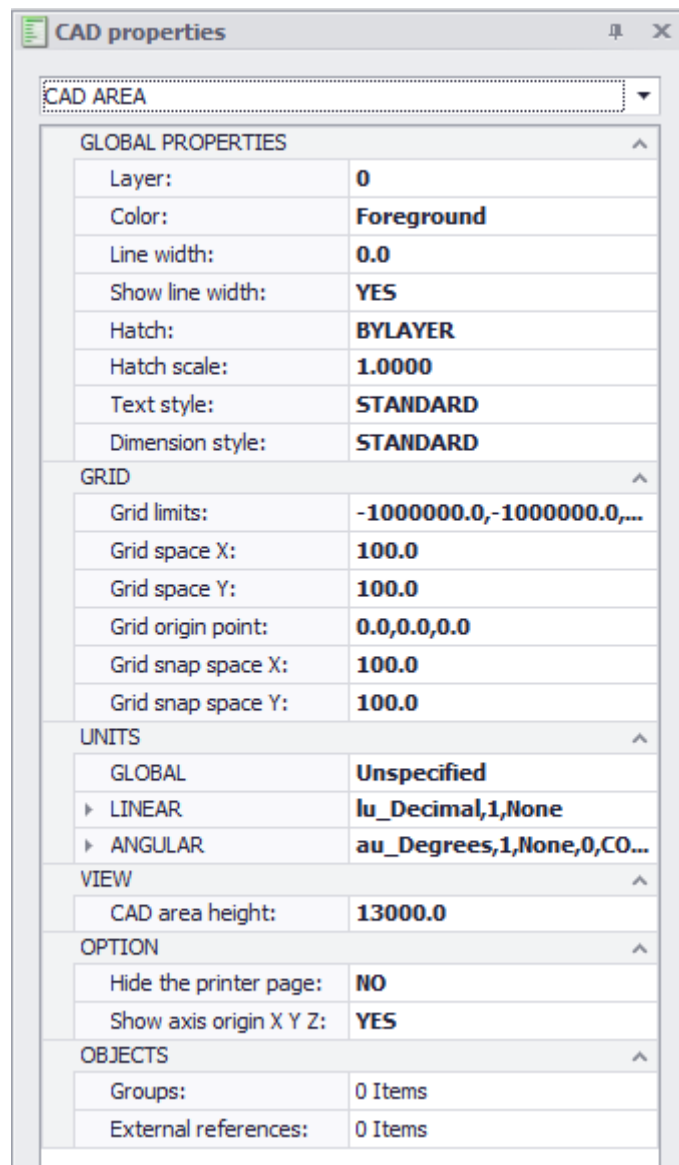 CAD properties
CAD AREA
GLOBAL PROPERTIES
Layer: 0
Color: Foreground
Line width: 0.0
Show line width: YES
Hatch: BYLAYER
Hatch scale: 1.0000
Text style: STANDARD
Dimension style: STANDARD
GRID
Grid limits: -1000000.0,-1000000.0,...
Grid space X: 100.0
Grid space Y: 100.0
Grid origin point: 0.0,0.0,0.0
Grid snap space X: 100.0
Grid snap space Y: 100.0
UNITS
GLOBAL Unspecified
LINEAR lu_Decimal,1,None
ANGULAR au_Degrees,1,None,0,CO...
VIEW
CAD area height: 13000.0
OPTION
Hide the printer page: NO
Show axis origin X Y Z: YES
OBJECTS
Groups: 0 Items
External references: 0 Items